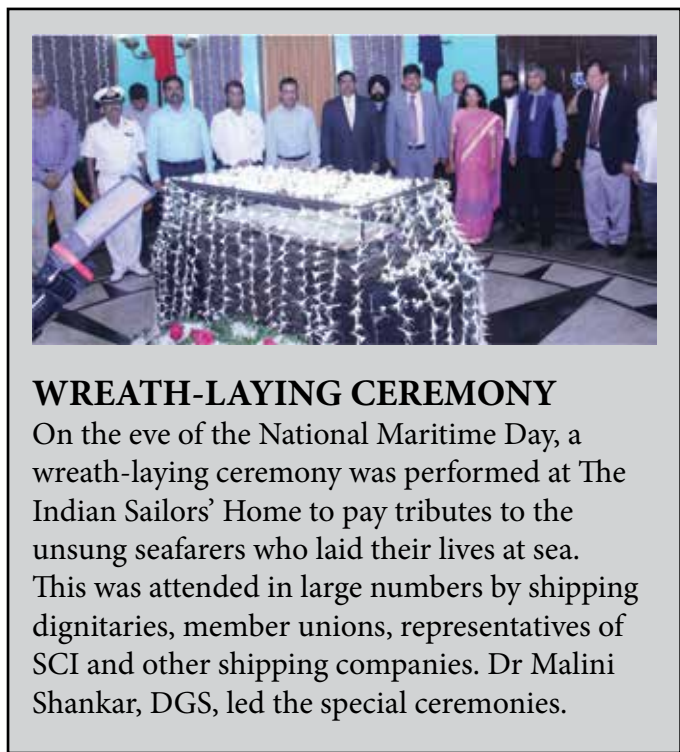 WREATH-LAYING CEREMONY
On the eve of the National Maritime Day, a
wreath-laying ceremony was performed at The
Indian Sailors’ Home to pay tributes to the
unsung seafarers who laid their lives at sea.
This was attended in large numbers by shipping
dignitaries, member unions, representatives of
SCI and other shipping companies. Dr Malini
Shankar, DGS, led the special ceremonies.